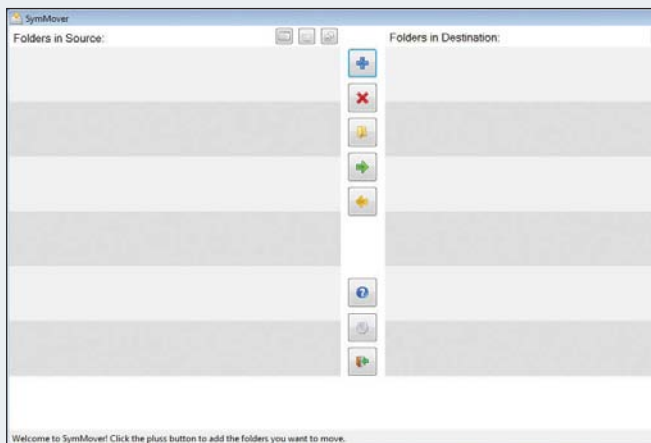 SymMover
Folders in Source:
Folders in Destination:
Welcome to SymMover! Click the pluss button to add the folders you want to move.